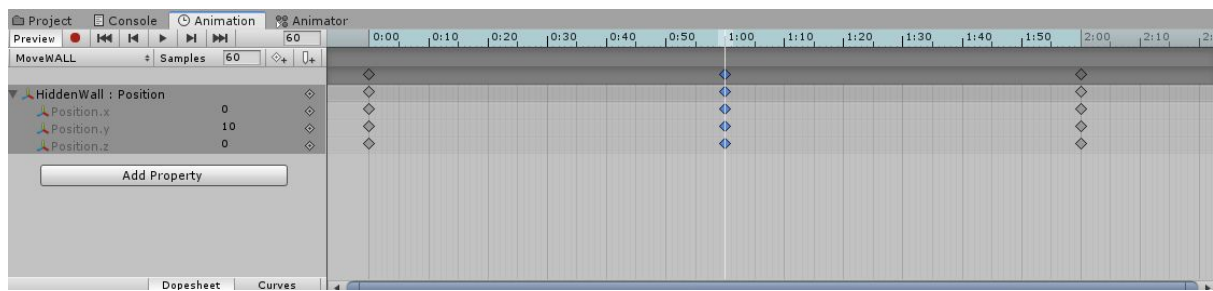 Project Console Animation Animator
Preview 60 0:00 0:10 0:20 0:30 0:40 0:50 1:00 1:10 1:20 1:30 1:40 1:50 2:00 2:10 2:
MoveWALL Samples 60
HiddenWall : Position
Position.x 0
Position.y 10
Position.z 0
Add Property
Dopesheet Curves